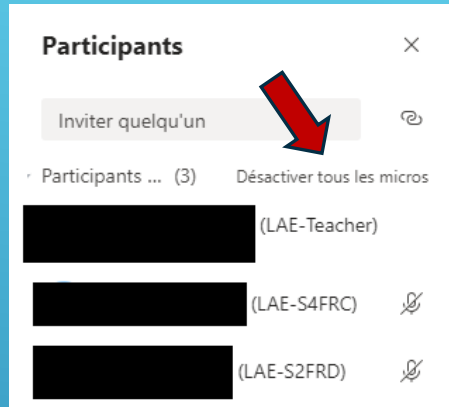 Participants
Inviter quelqu'un
Participants ... (3) Désactiver tous les micros
(LAE-Teacher)
(LAE-S4FRC)
(LAE-S2FRD)